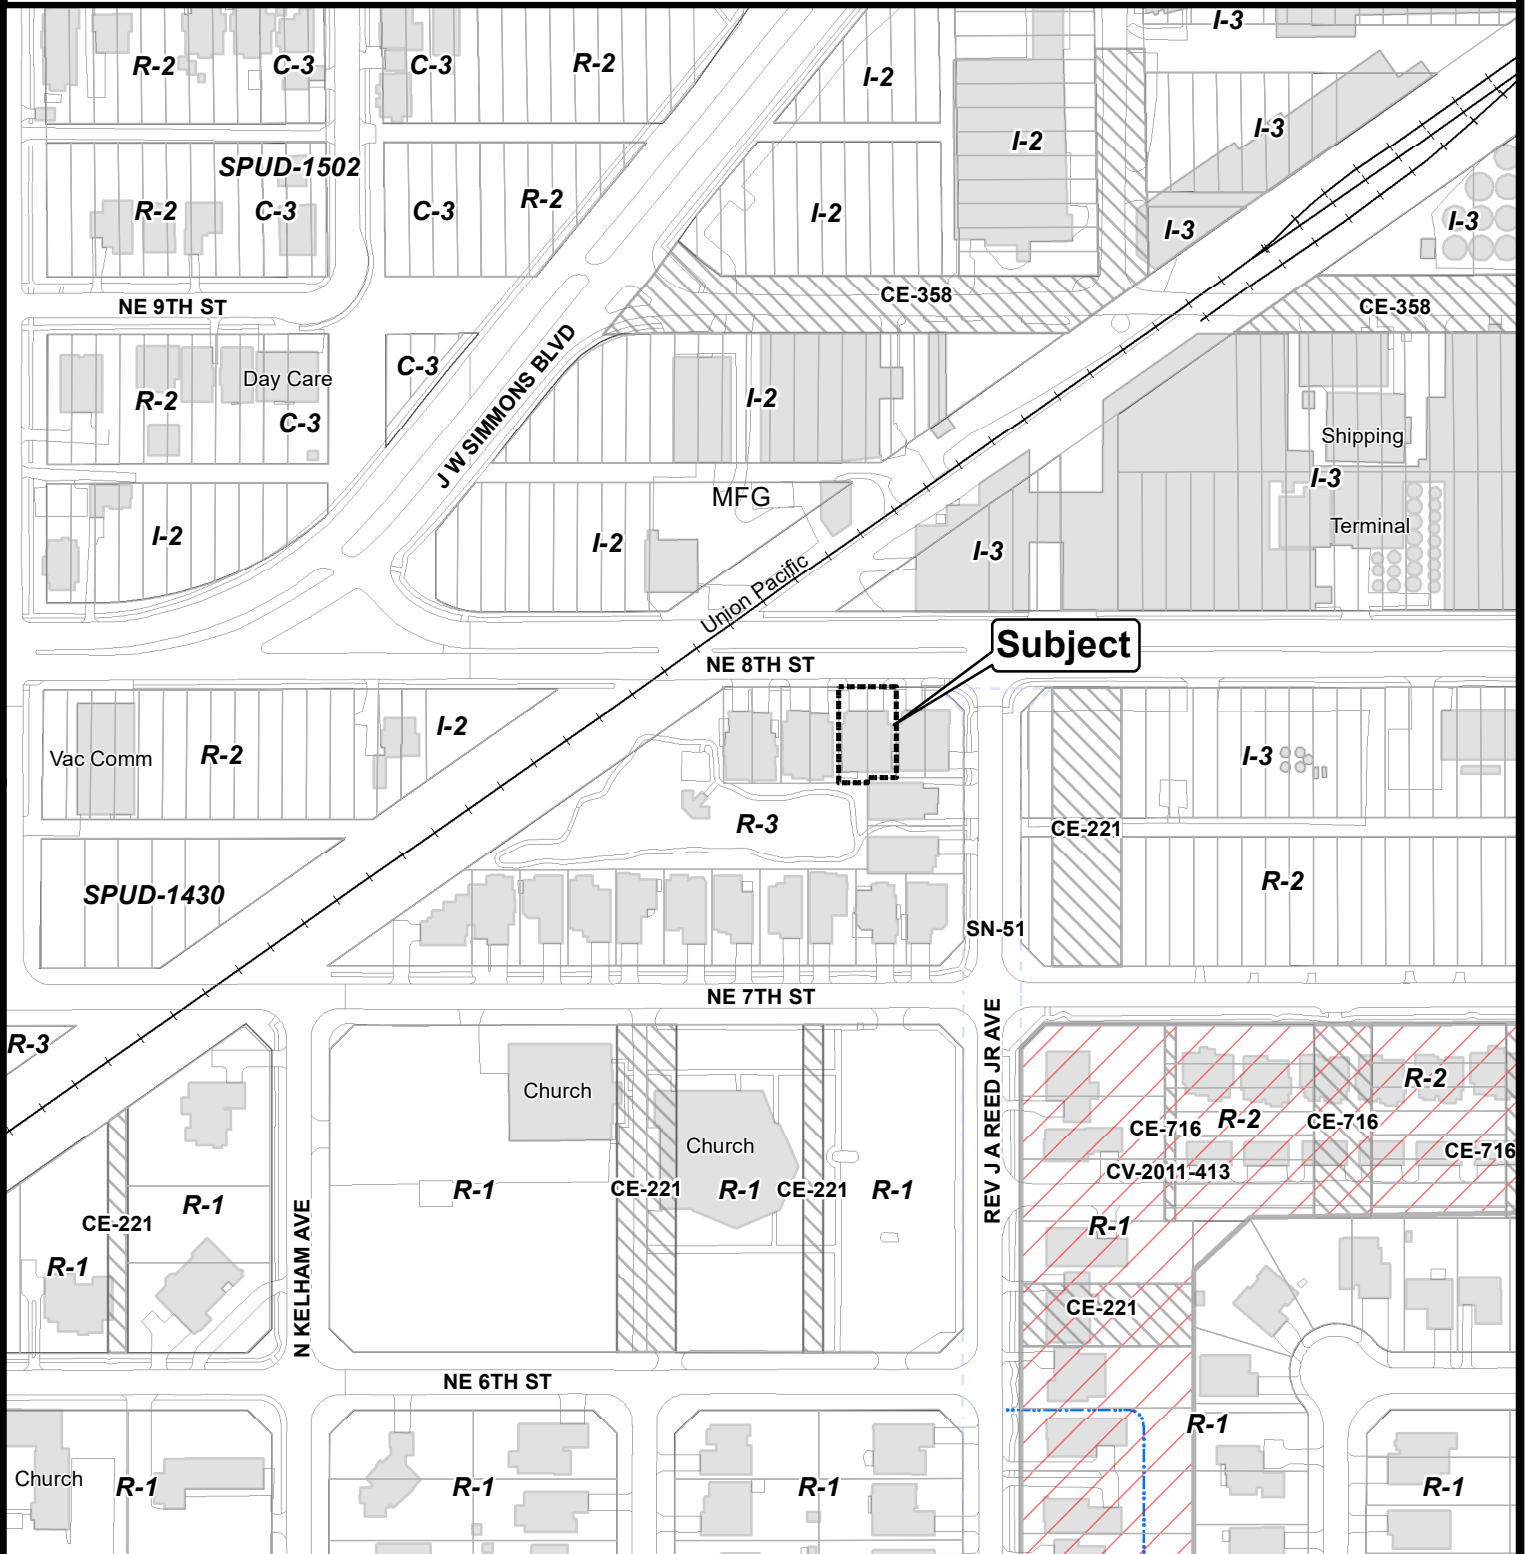 I-3
R-2
C-3
C-3
R-2
I-2
I-2
I-3
SPUD-1502
R-2
C-3
C-3
R-2
I-2
I-3
I-3
NE 9TH ST
CE-358
CE-358
C-3
J W SIMMONS BLVD
Day Care
R-2
C-3
I-2
Shipping
I-3
MFG
Terminal
I-2
I-2
I-3
Union Pacific
Subject
NE 8TH ST
Vac Comm
R-2
I-2
I-3
R-3
CE-221
SPUD-1430
R-2
SN-51
NE 7TH ST
R-3
REV J A REED JR AVE
Church
R-2
Church
CE-716
R-2
CE-716
CE-716
CV-2011-413
R-1
CE-221
R-1
CE-221
R-1
R-1
CE-221
R-1
R-1
N KELHAM AVE
CE-221
NE 6TH ST
R-1
Church
R-1
R-1
R-1
R-1